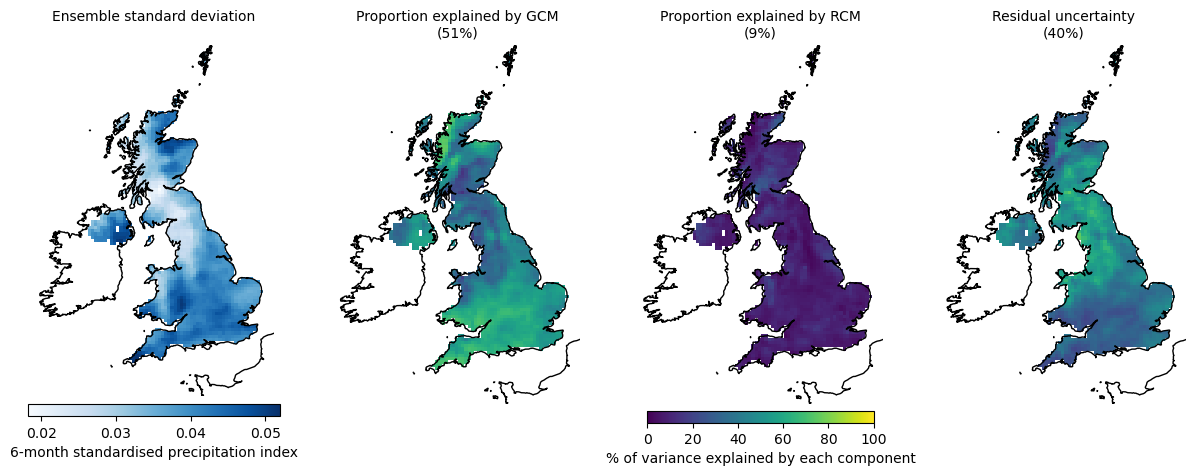 Ensemble standard deviation
Proportion explained by GCM
(51%)
Proportion explained by RCM
(9%)
Residual uncertainty
(40%)
0.02 0.03 0.04 0.05
6-month standardised precipitation index
0 20 40 60 80 100
% of variance explained by each component